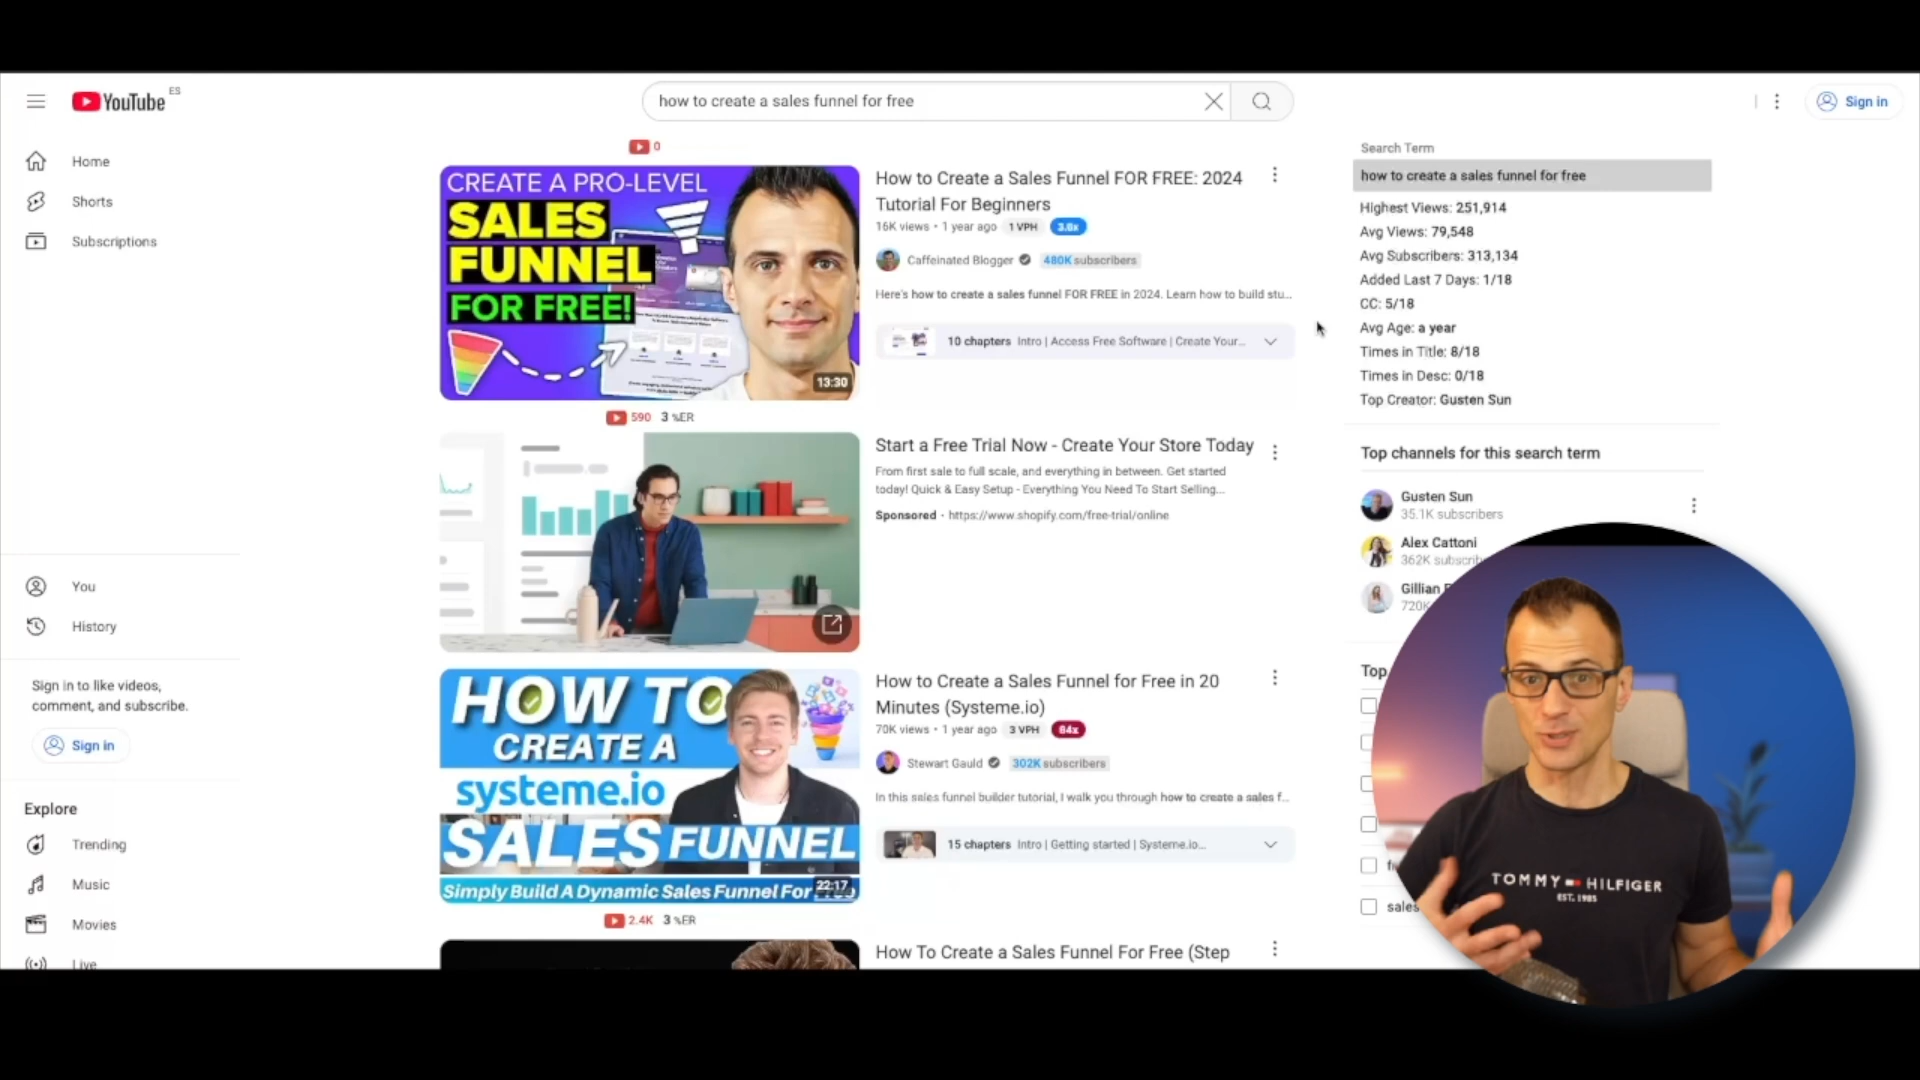 YouTube ES
how to create a sales funnel for free
Sign in
Home
Shorts
Subscriptions
You
History
Sign in to like videos,
comment, and subscribe.
Sign in
Explore
Trending
Music
Movies
Live
0
CREATE A PRO-LEVEL
SALES
FUNNEL
FOR FREE!
13:30
590 3 %ER
How to Create a Sales Funnel FOR FREE: 2024
Tutorial For Beginners
16K views • 1 year ago 1 VPH 3.8x
Caffeinated Blogger 480K subscribers
Here's how to create a sales funnel FOR FREE in 2024. Learn how to build stu...
10 chapters Intro | Access Free Software | Create Your...
Start a Free Trial Now - Create Your Store Today
From first sale to full scale, and everything in between. Get started
today! Quick & Easy Setup - Everything You Need To Start Selling...
Sponsored · https://www.shopify.com/free-trial/online
HOW TO
CREATE A
systeme.io
SALES FUNNEL
Simply Build A Dynamic Sales Funnel For
22:17
2.4K 3 %ER
How to Create a Sales Funnel for Free in 20
Minutes (Systeme.io)
70K views • 1 year ago 3 VPH 64x
Stewart Gauld 302K subscribers
In this sales funnel builder tutorial, I walk you through how to create a sales f...
15 chapters Intro | Getting started | Systeme.io...
How To Create a Sales Funnel For Free (Step
Search Term
how to create a sales funnel for free
Highest Views: 251,914
Avg Views: 79,548
Avg Subscribers: 313,134
Added Last 7 Days: 1/18
CC: 5/18
Avg Age: a year
Times in Title: 8/18
Times in Desc: 0/18
Top Creator: Gusten Sun
Top channels for this search term
Gusten Sun
35.1K subscribers
Alex Cattoni
362K subscrib
Gillian
720K
Top
sales
TOMMY HILFIGER
EST. 1985